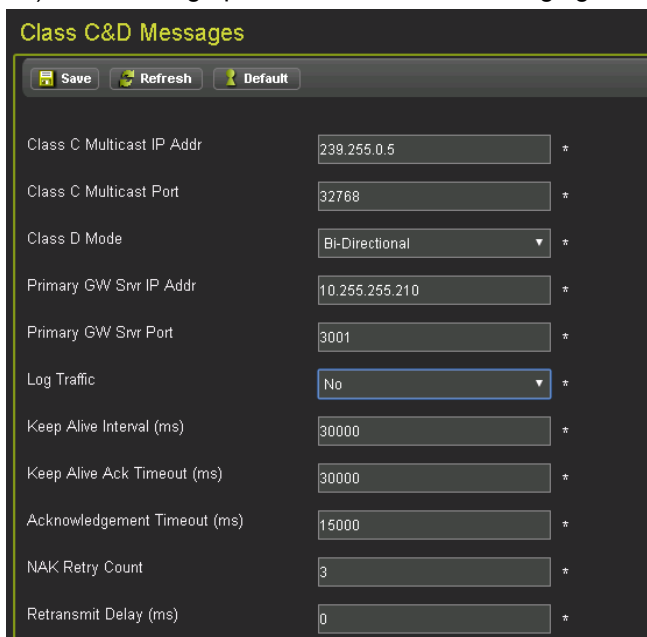 Class C&D Messages
Save Refresh Default
Class C Multicast IP Addr 239.255.0.5 *
Class C Multicast Port 32768 *
Class D Mode Bi-Directional *
Primary GW Srvr IP Addr 10.255.255.210 *
Primary GW Srvr Port 3001 *
Log Traffic No *
Keep Alive Interval (ms) 30000 *
Keep Alive Ack Timeout (ms) 30000 *
Acknowledgement Timeout (ms) 15000 *
NAK Retry Count 3 *
Retransmit Delay (ms) 0 *